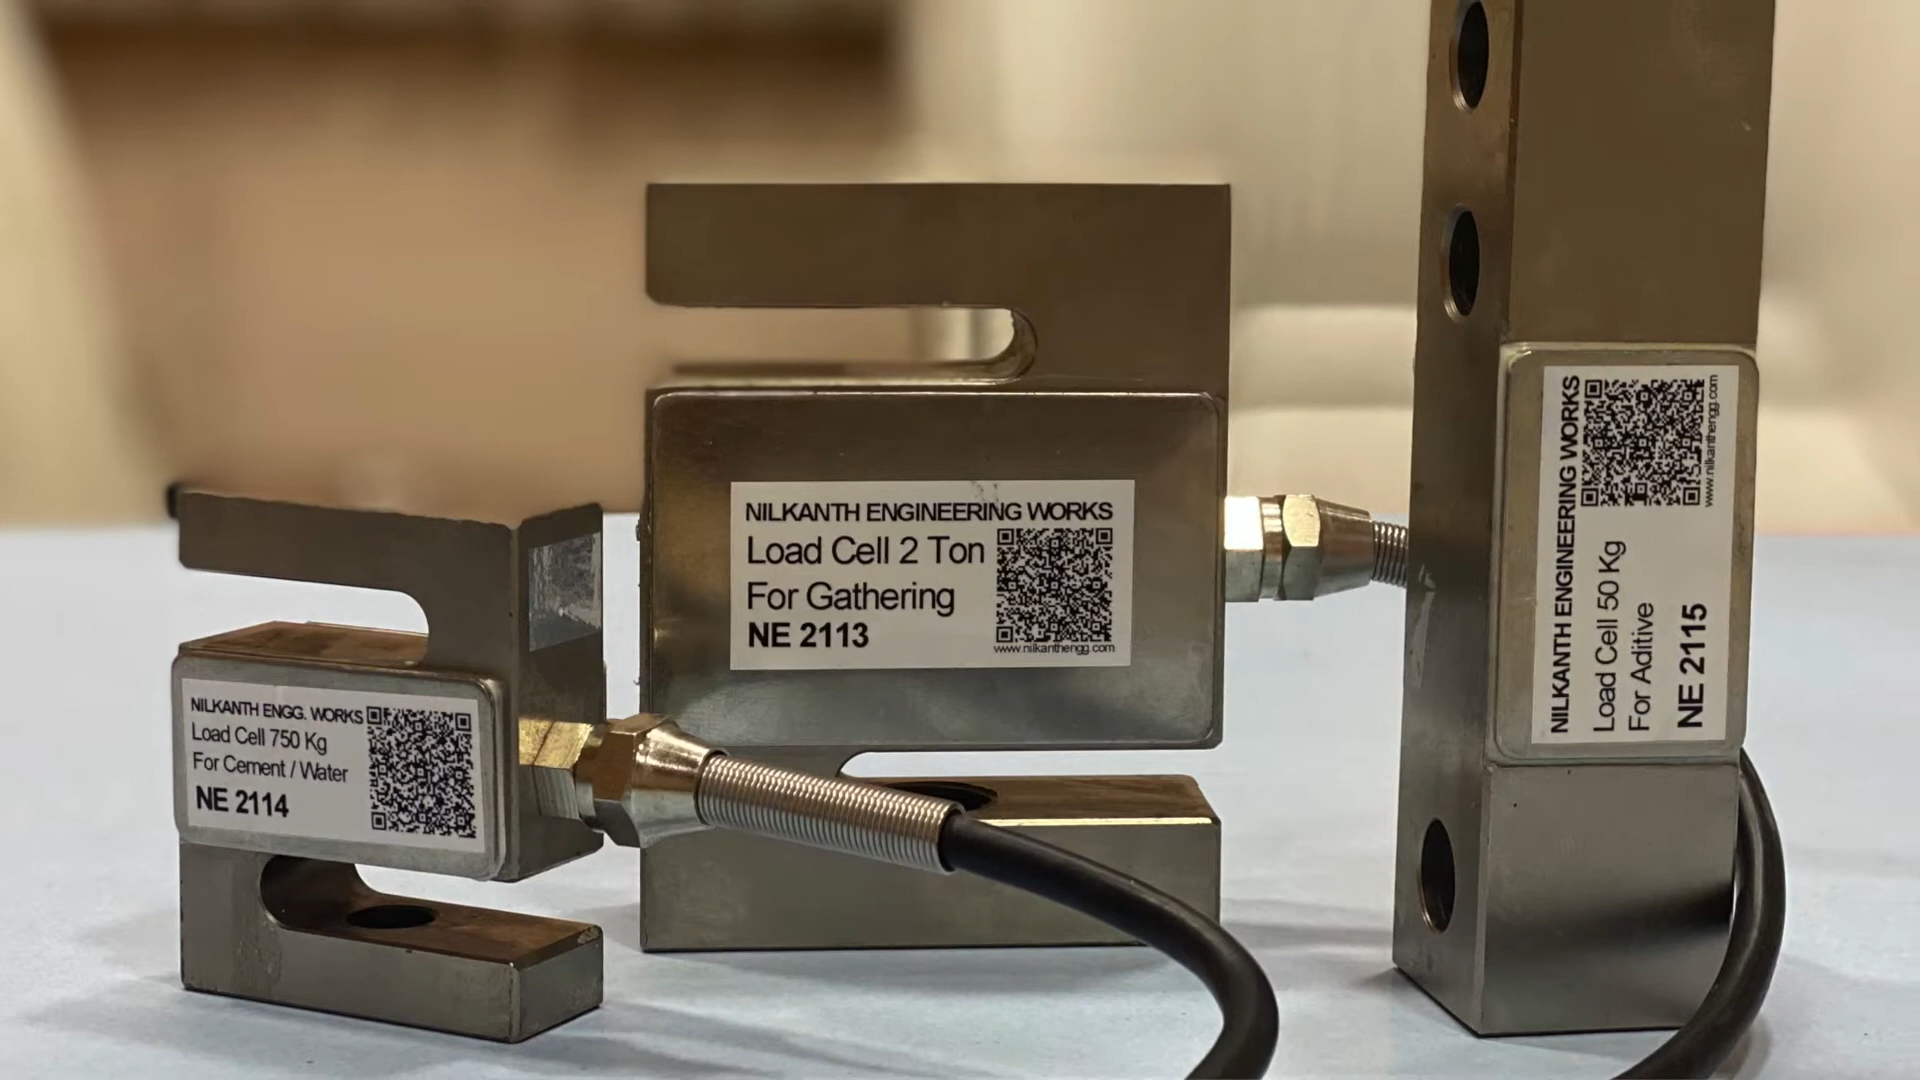 NILKANTH ENGG. WORKS
Load Cell 750 Kg
For Cement / Water
NE 2114
NILKANTH ENGINEERING WORKS
Load Cell 2 Ton
For Gathering
NE 2113
www.nilkanthengg.com
NILKANTH ENGINEERING WORKS
Load Cell 50 Kg
For Aditive
NE 2115
www.nilkanthengg.com